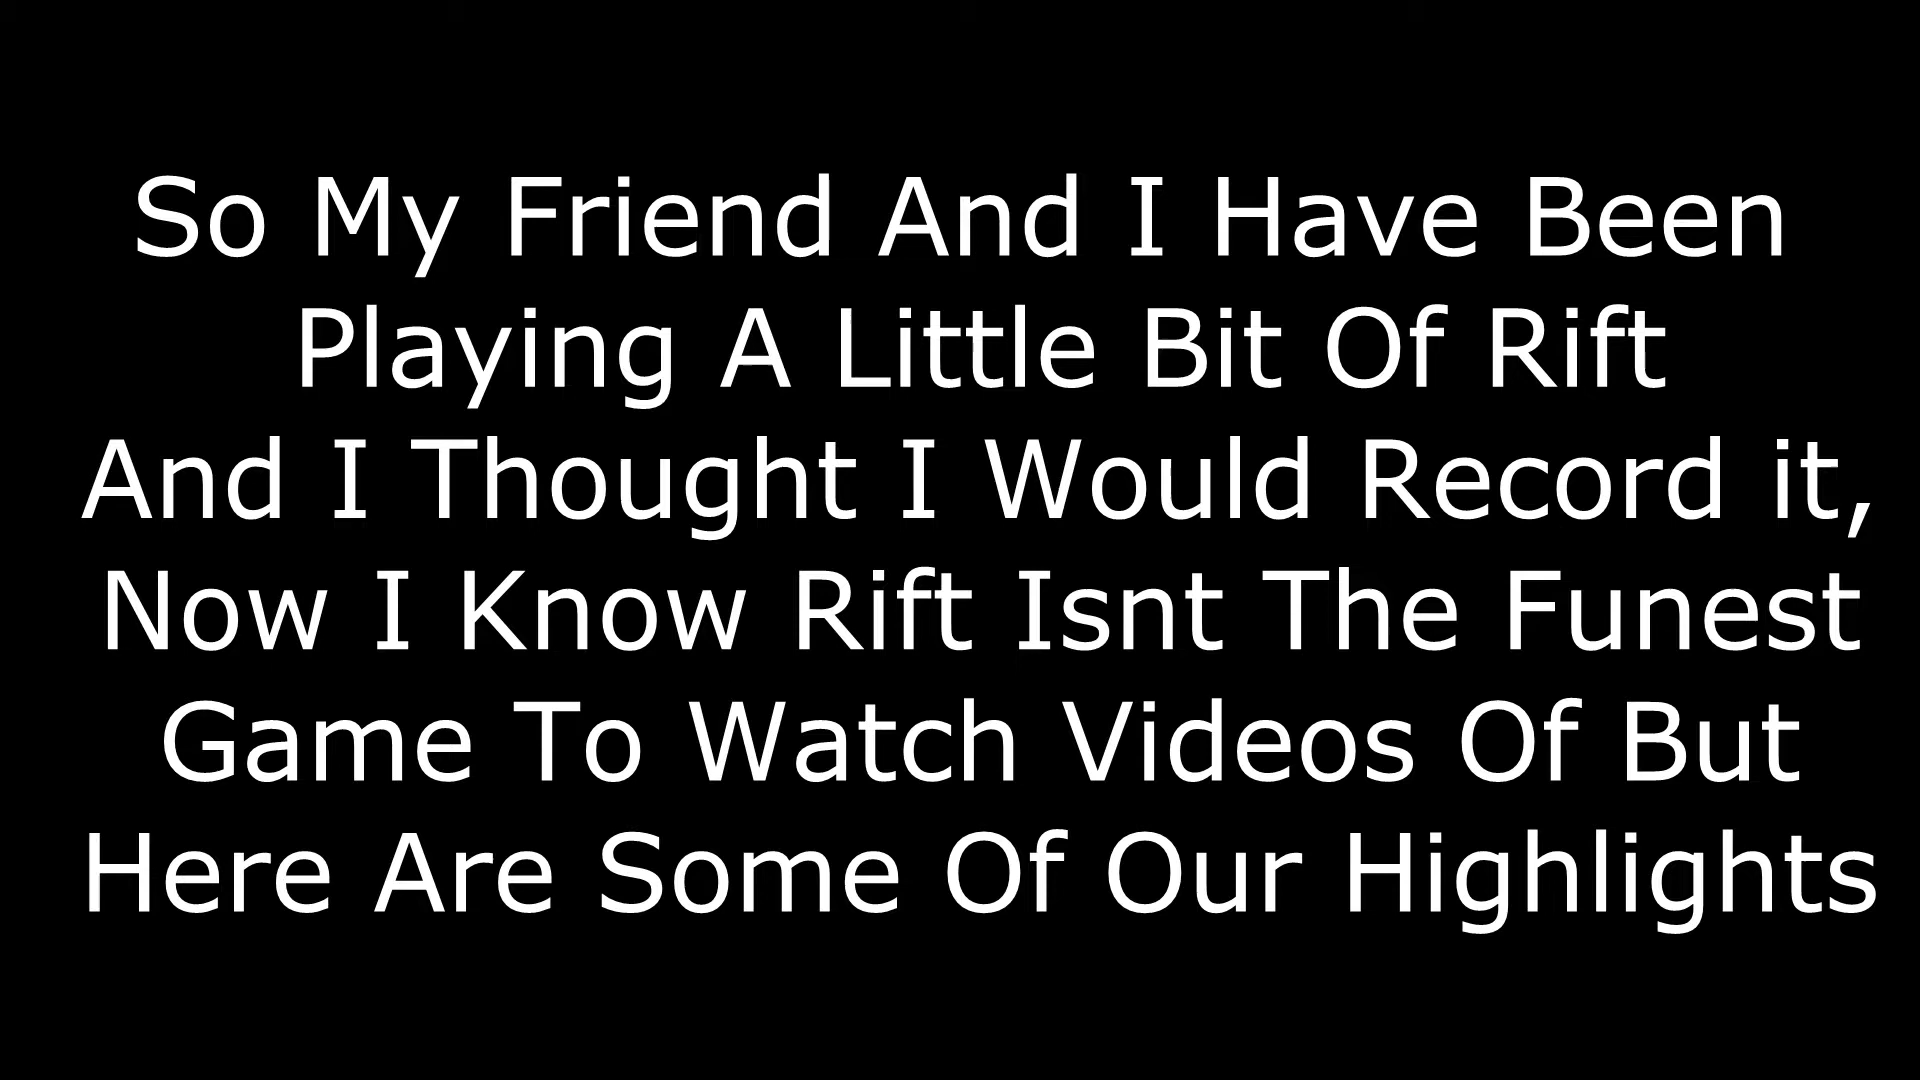 So My Friend And I Have Been
Playing A Little Bit Of Rift
And I Thought I Would Record it,
Now I Know Rift Isnt The Funest
Game To Watch Videos Of But
Here Are Some Of Our Highlights